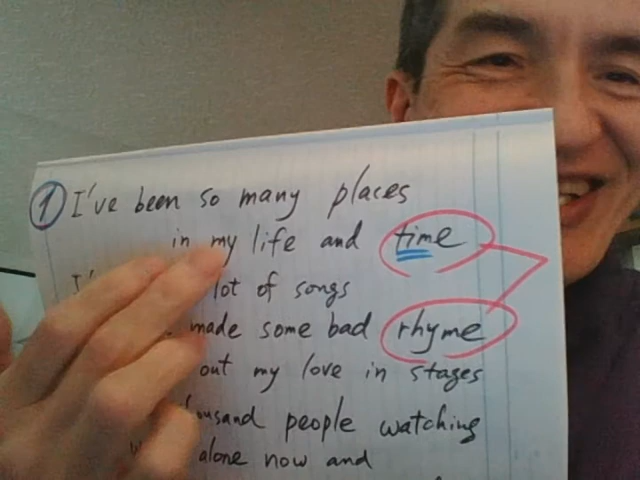 1 I've been so many places
in my life and time
lot of songs
made some bad rhyme
out my love in stages
people watching
alone now and